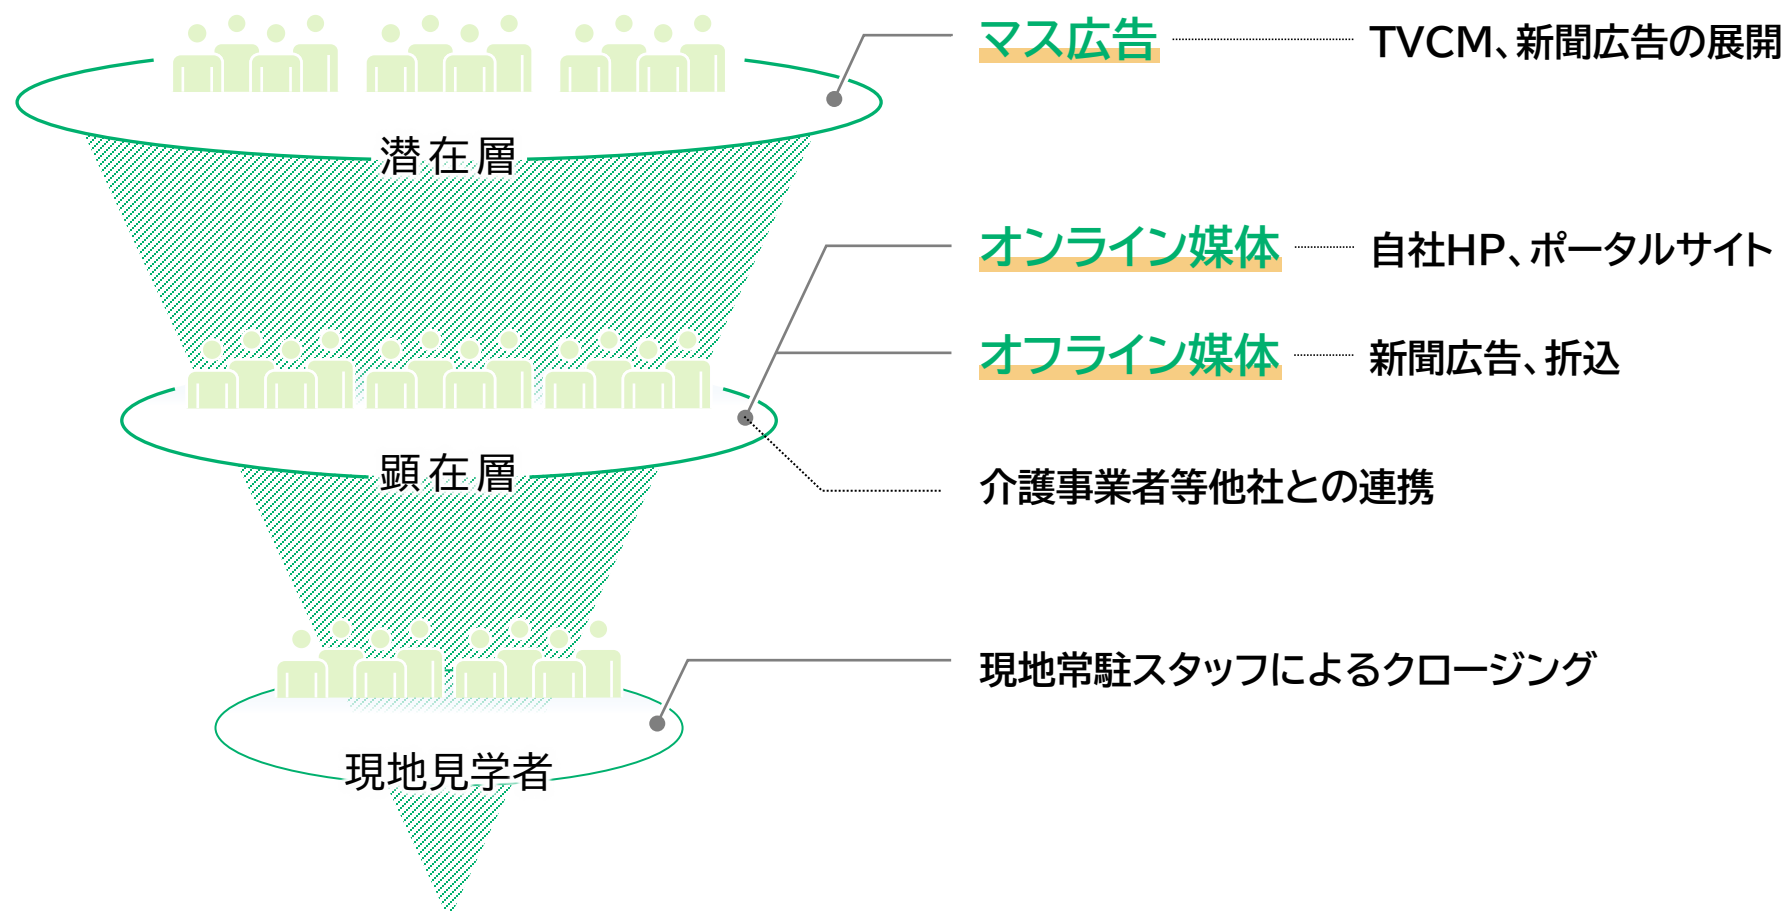 マス広告
TVCM、新聞広告の展開
潜在層
オンライン媒体
自社HP、ポータルサイト
オフライン媒体
新聞広告、折込
顕在層
介護事業者等他社との連携
現地常駐スタッフによるクロージング
現地見学者